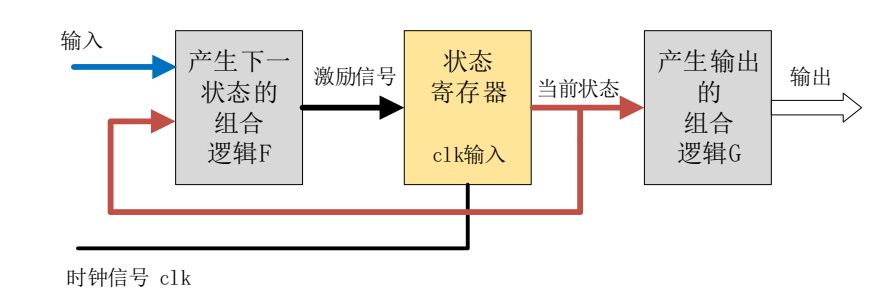 输入
产生下一
状态的
组合
逻辑F
激励信号
状态
寄存器
clk输入
当前状态
产生输出
的
组合
逻辑G
输出
时钟信号 clk